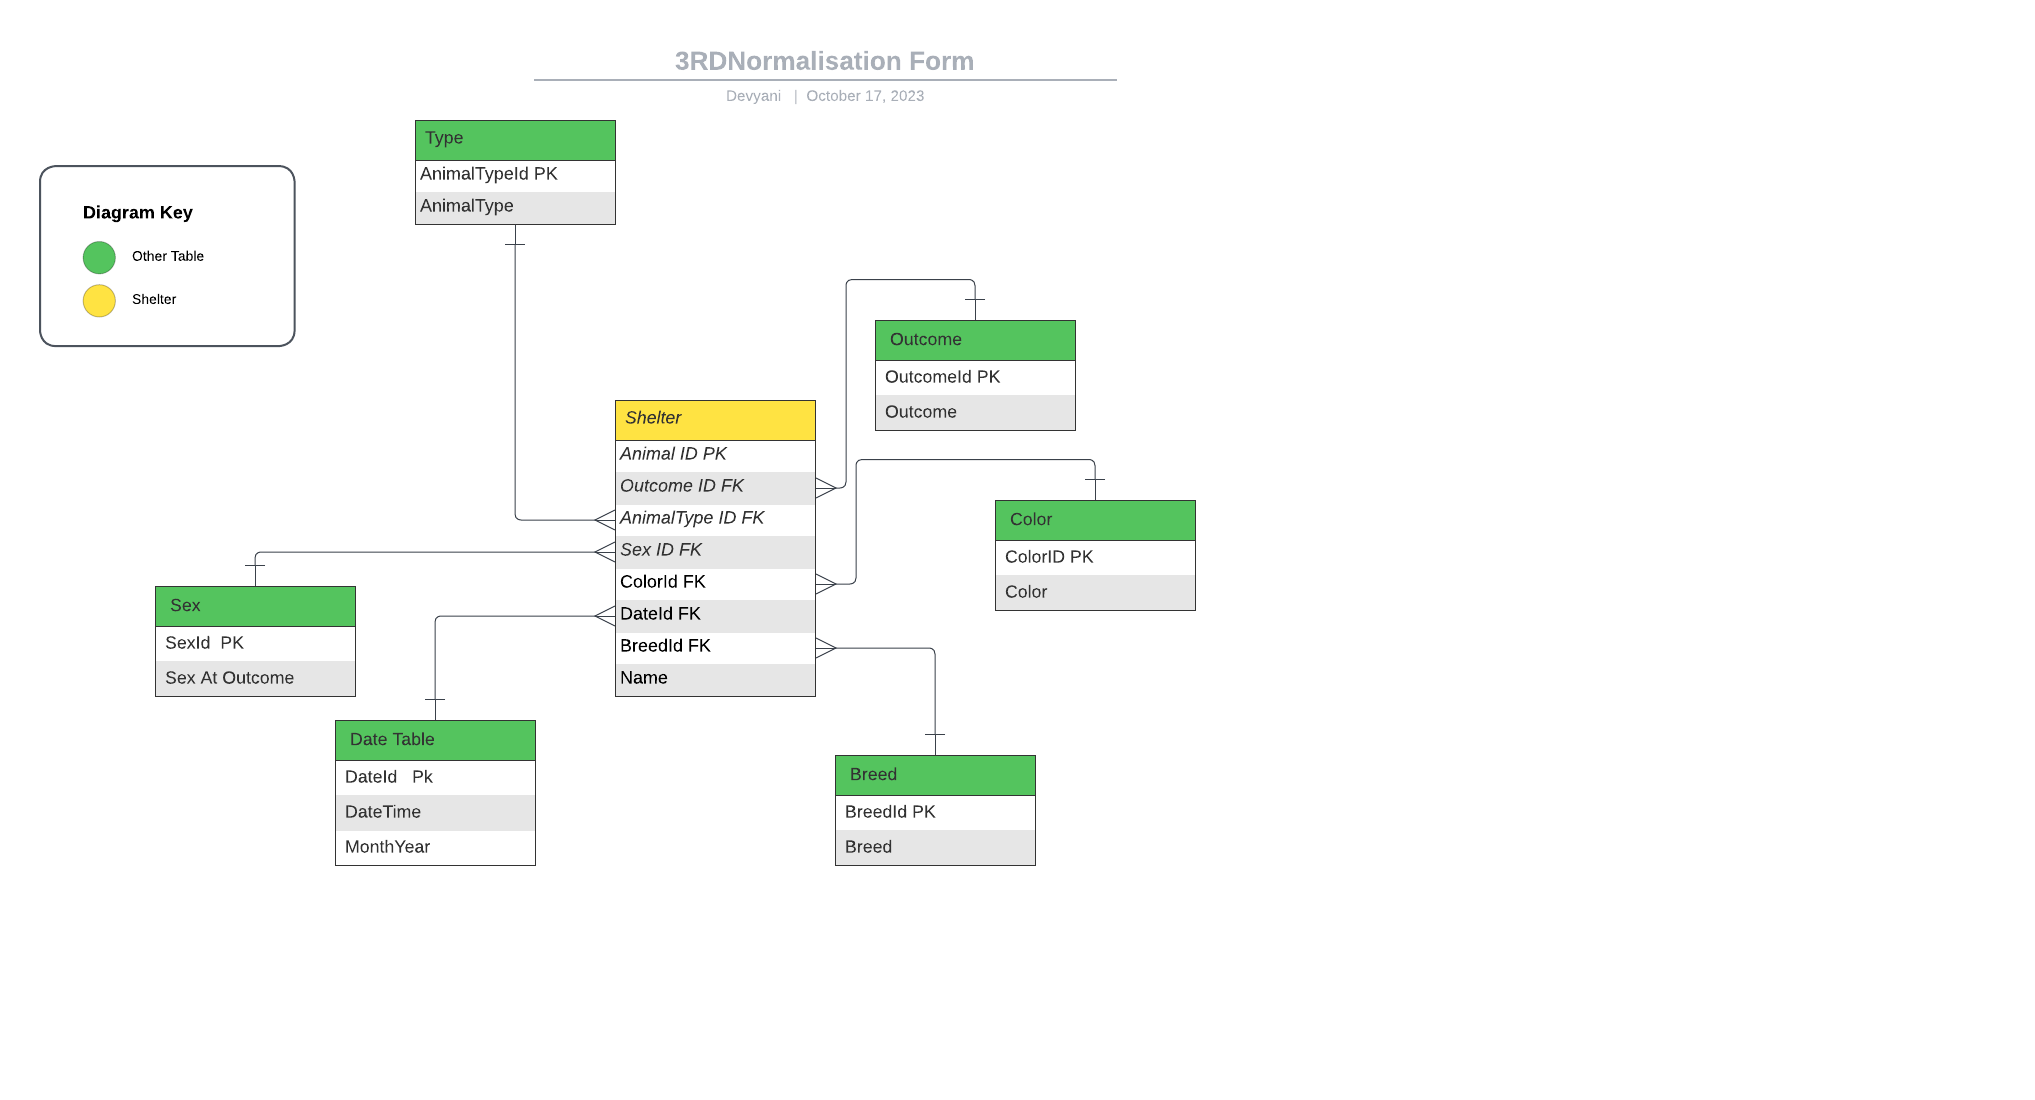 3RDNormalisation Form
Devyani | October 17, 2023
Diagram Key
Other Table
Shelter
Type
AnimalTypeId PK
AnimalType
Outcome
OutcomeId PK
Outcome
Shelter
Animal ID PK
Outcome ID FK
AnimalType ID FK
Sex ID FK
ColorId FK
DateId FK
BreedId FK
Name
Color
ColorID PK
Color
Sex
SexId  PK
Sex At Outcome
Date Table
DateId   Pk
DateTime
MonthYear
Breed
BreedId PK
Breed